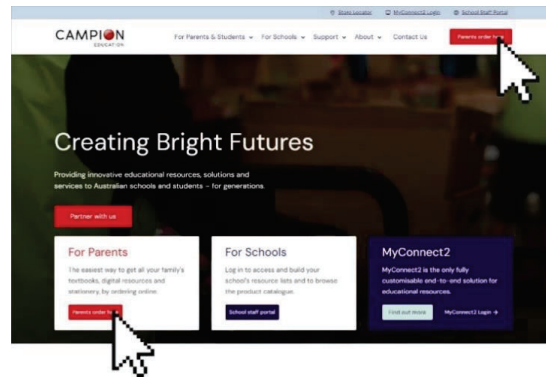 Store Locator MyConnect2 Login School Staff Portal
CAMPION
EDUCATION
For Parents & Students For Schools Support About Contact Us Parents order here
Creating Bright Futures
Providing innovative educational resources, solutions and
services to Australian schools and students – for generations.
Partner with us
For Parents
The easiest way to get all your family's
textbooks, digital resources and
stationery, by ordering online.
Parents order here
For Schools
Log in to access and build your
school's resource lists and to browse
the product catalogue.
School staff portal
MyConnect2
MyConnect2 is the only fully
customisable end-to-end solution for
educational resources.
Find out more MyConnect2 Login →